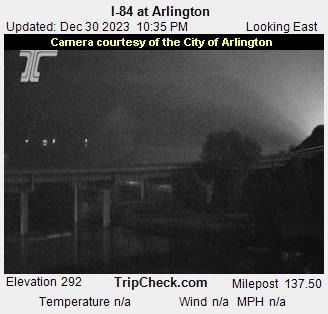 I-84 at Arlington
Updated: Dec 30 2023 10:35 PM Looking East
Camera courtesy of the City of Arlington
Elevation 292 TripCheck.com Milepost 137.50
Temperature n/a Wind n/a MPH n/a